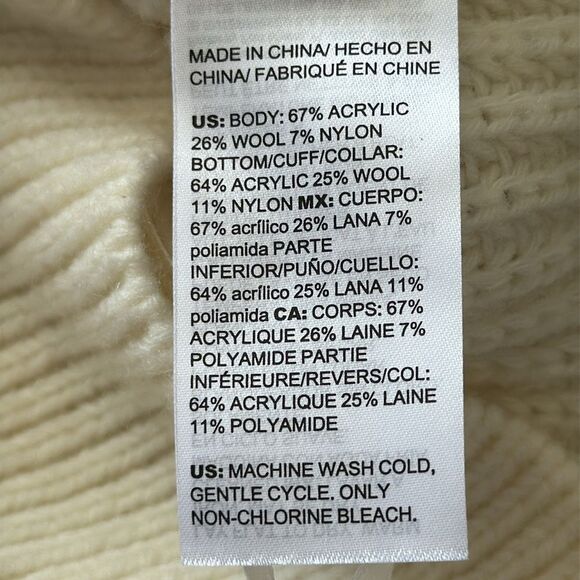 MADE IN CHINA/ HECHO EN
CHINA/ FABRIQUÉ EN CHINE
US: BODY: 67% ACRYLIC
26% WOOL 7% NYLON
BOTTOM/CUFF/COLLAR:
64% ACRYLIC 25% WOOL
11% NYLON MX: CUERPO:
67% acrílico 26% LANA 7%
poliamida PARTE
INFERIOR/PUÑO/CUELLO:
64% acrílico 25% LANA 11%
poliamida CA: CORPS: 67%
ACRYLIQUE 26% LAINE 7%
POLYAMIDE PARTIE
INFÉRIEURE/REVERS/COL:
64% ACRYLIQUE 25% LAINE
11% POLYAMIDE
US: MACHINE WASH COLD,
GENTLE CYCLE. ONLY
NON-CHLORINE BLEACH.